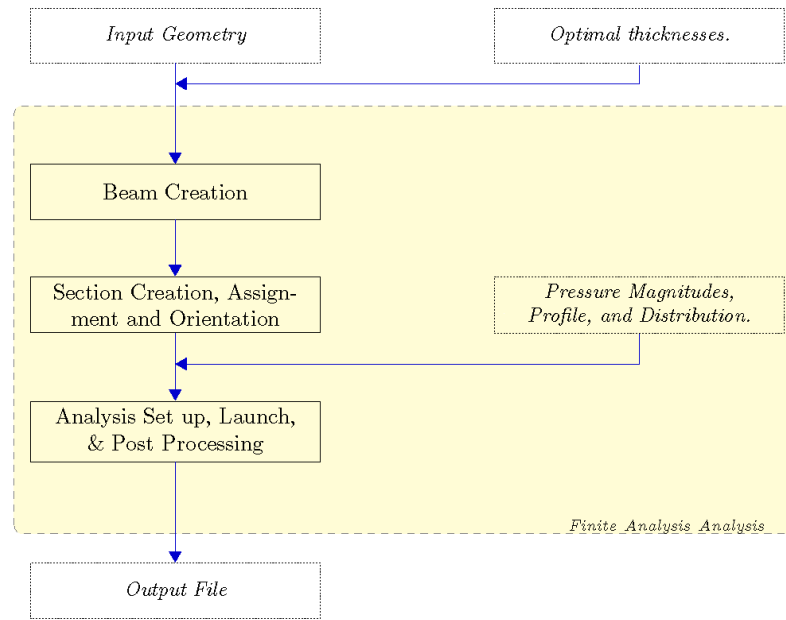 Input Geometry
Optimal thicknesses.
Beam Creation
Section Creation, Assign-
ment and Orientation
Pressure Magnitudes,
Profile, and Distribution.
Analysis Set up, Launch,
& Post Processing
Finite Analysis Analysis
Output File